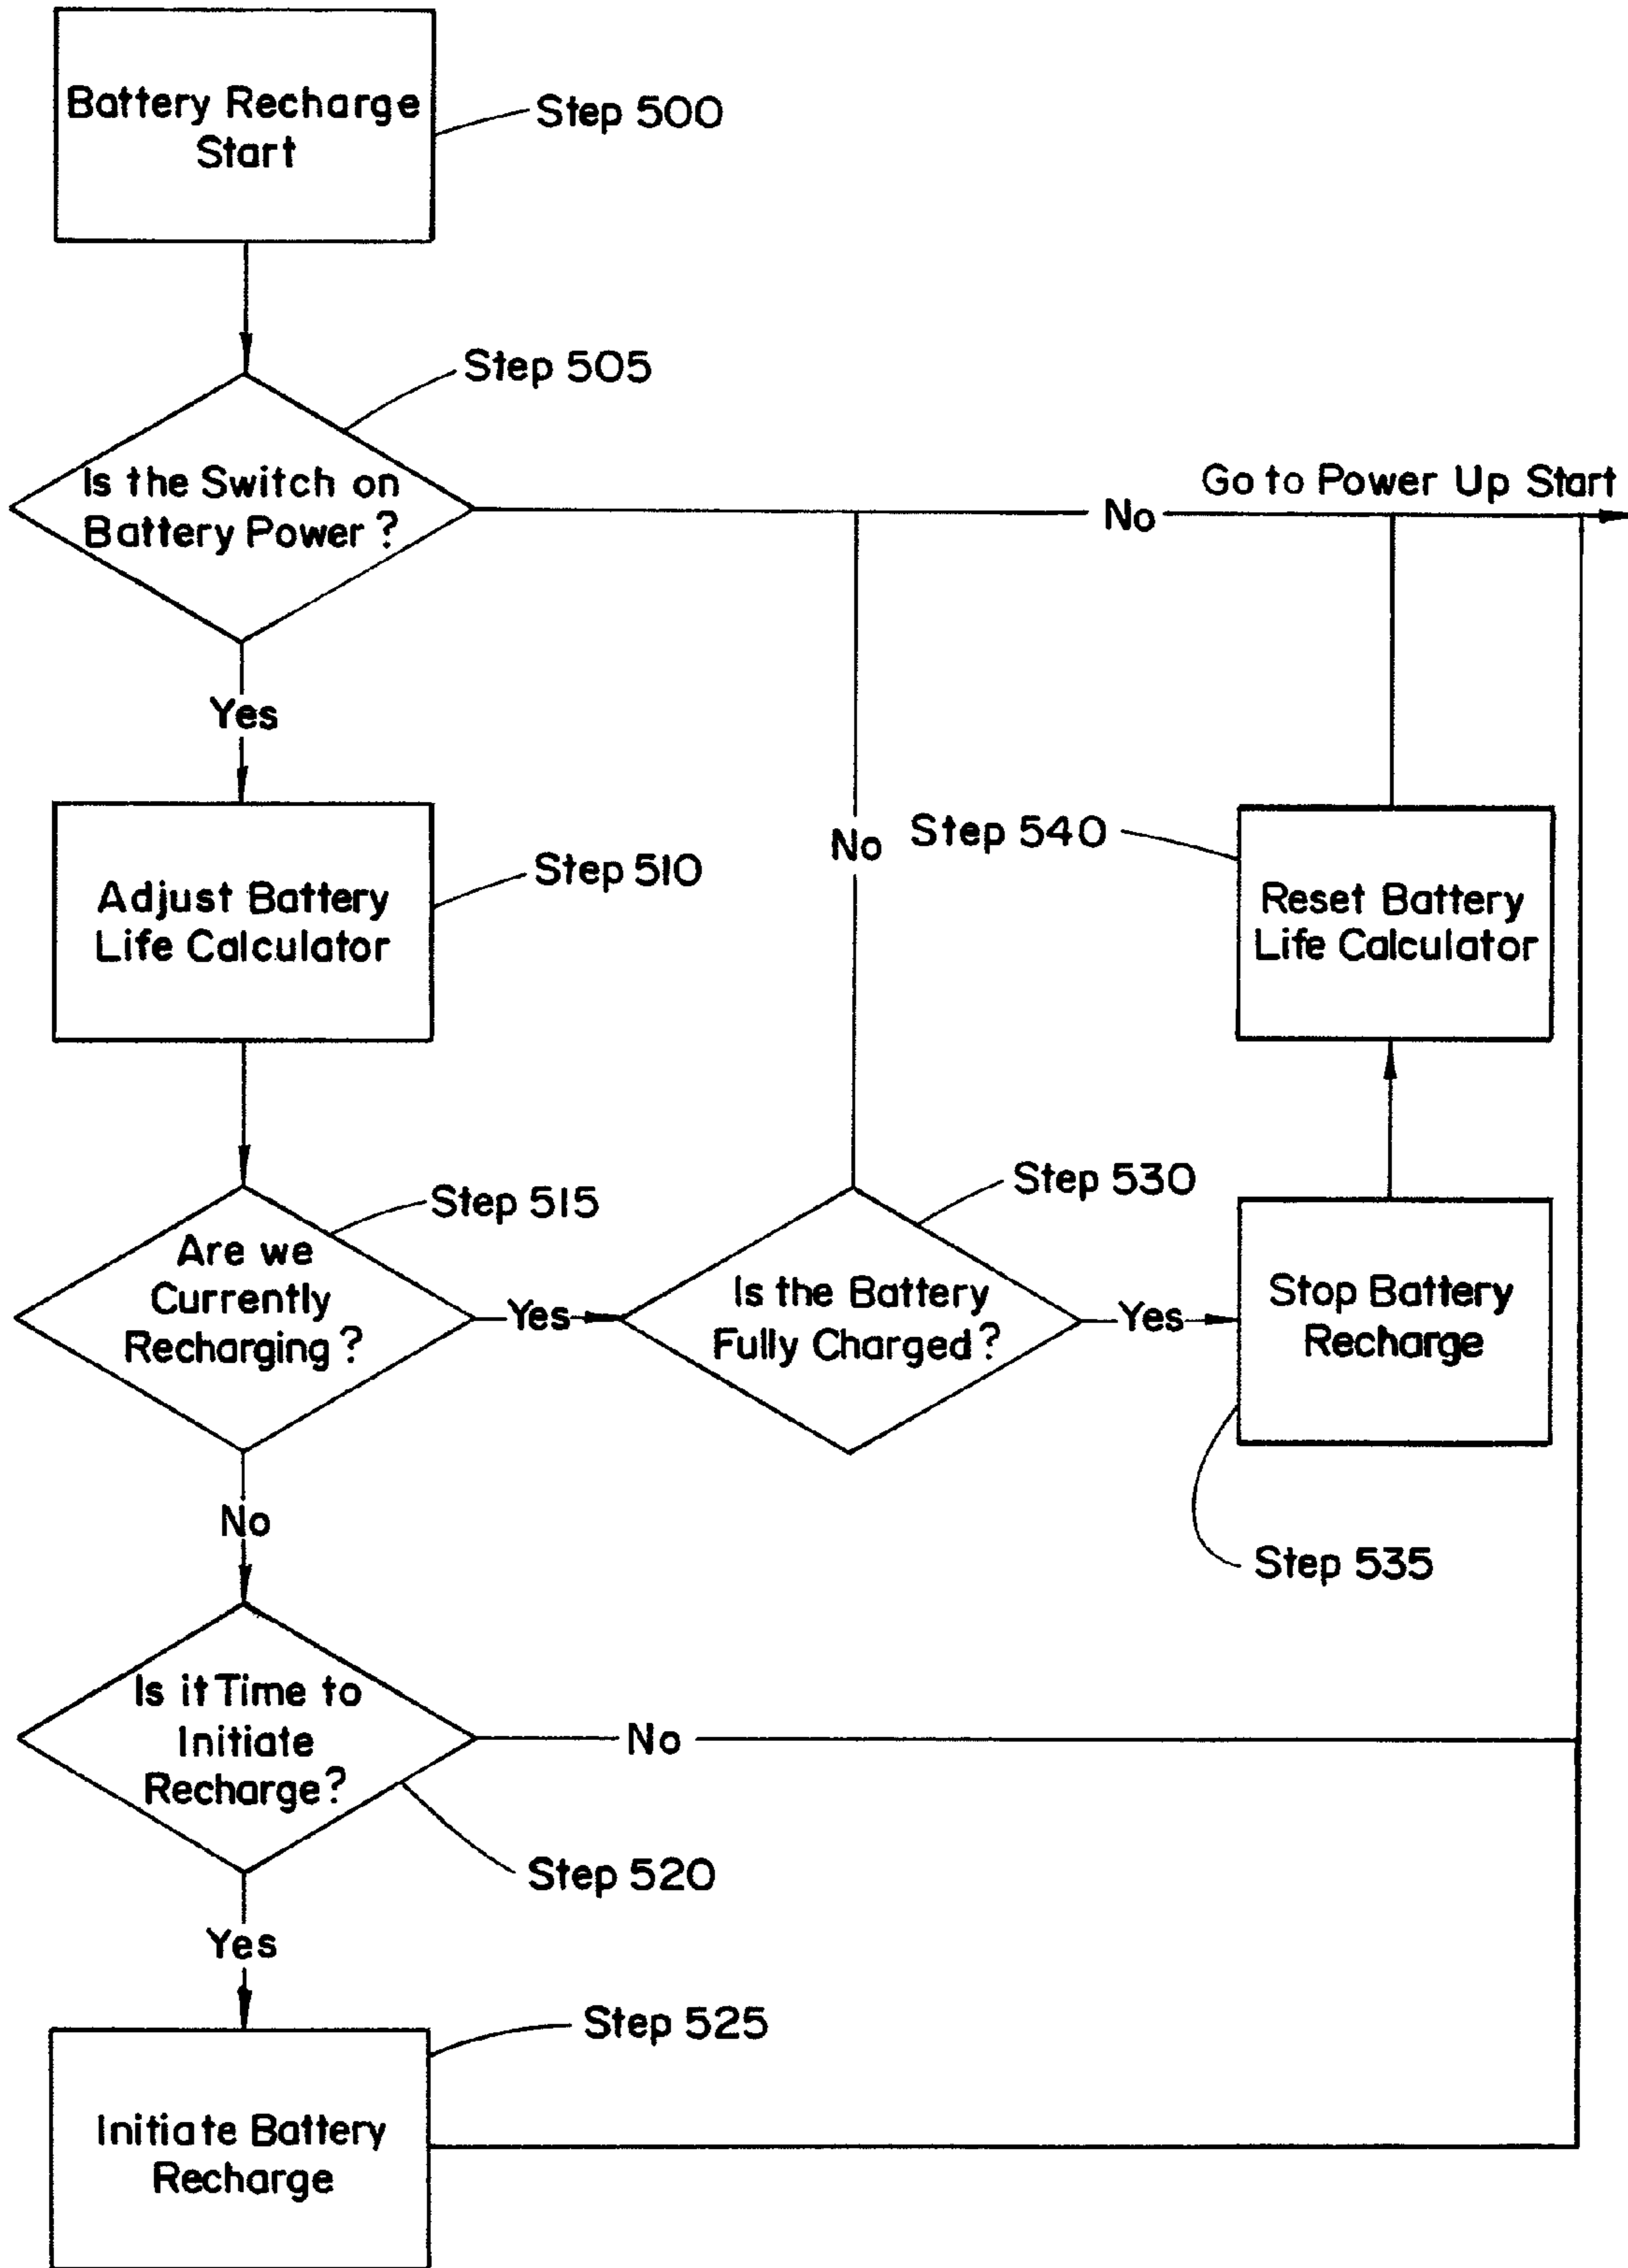 Battery Recharge
Start
Step 500
Step 505
Is the Switch on
Battery Power?
Go to Power Up Start
No
Yes
No
Step 540
Step 510
Adjust Battery
Life Calculator
Reset Battery
Life Calculator
Step 515
Step 530
Are we
Currently
Recharging?
Yes
Is the Battery
Fully Charged?
Yes
Stop Battery
Recharge
No
Step 535
Is it Time to
Initiate
Recharge?
No
Step 520
Yes
Step 525
Initiate Battery
Recharge